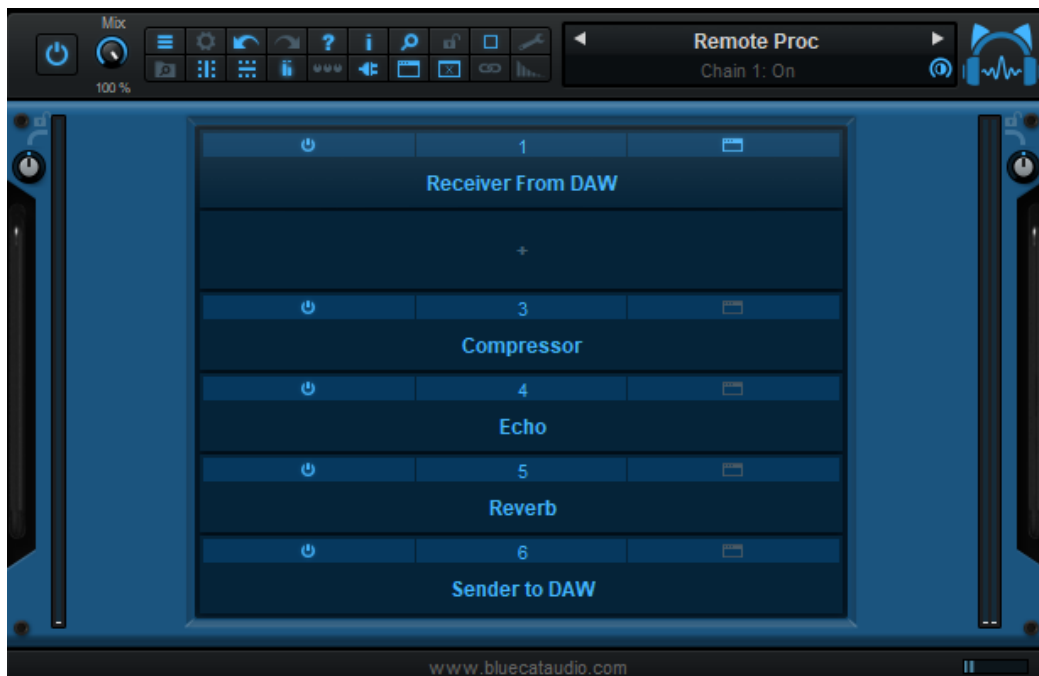 Mix
100 %
Remote Proc
Chain 1: On
1
Receiver From DAW
+
3
Compressor
4
Echo
5
Reverb
6
Sender to DAW
www.bluecataudio.com